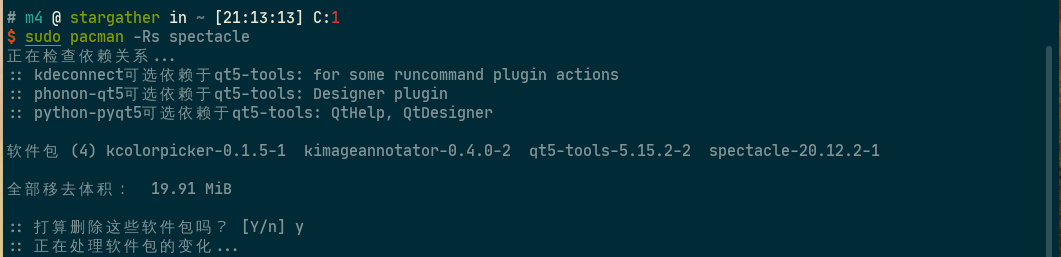 # m4 @ stargather in ~ [21:13:13] C:1
$ sudo pacman -Rs spectacle
正在检查依赖关系...
:: kdeconnect可选依赖于qt5-tools: for some runcommand plugin actions
:: phonon-qt5可选依赖于qt5-tools: Designer plugin
:: python-pyqt5可选依赖于qt5-tools: QtHelp, QtDesigner
软件包 (4) kcolorpicker-0.1.5-1  kimageannotator-0.4.0-2  qt5-tools-5.15.2-2  spectacle-20.12.2-1
全部移去体积：  19.91 MiB
:: 打算删除这些软件包吗？ [Y/n] y
:: 正在处理软件包的变化...